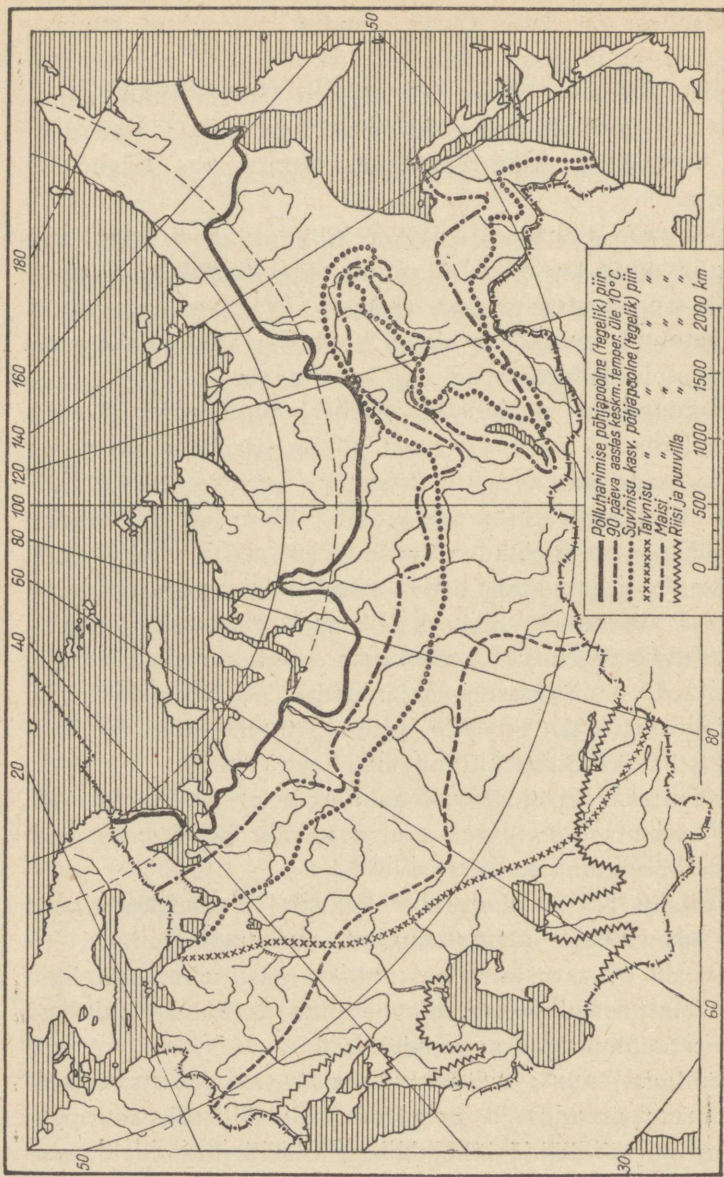 180
160
140
120
100
80
60
40
20
50
50
60
80
30
Põlluharimise põhjapoolne (tegelik) piir
90 päeva aastas keskm. temper. üle 10°C
Suvinisu kasv. põhjapoolne (tegelik) piir
Talvnisu " " " "
Maisi " " " "
Riisi ja puuvilla " " "
0 500 1000 1500 2000 km